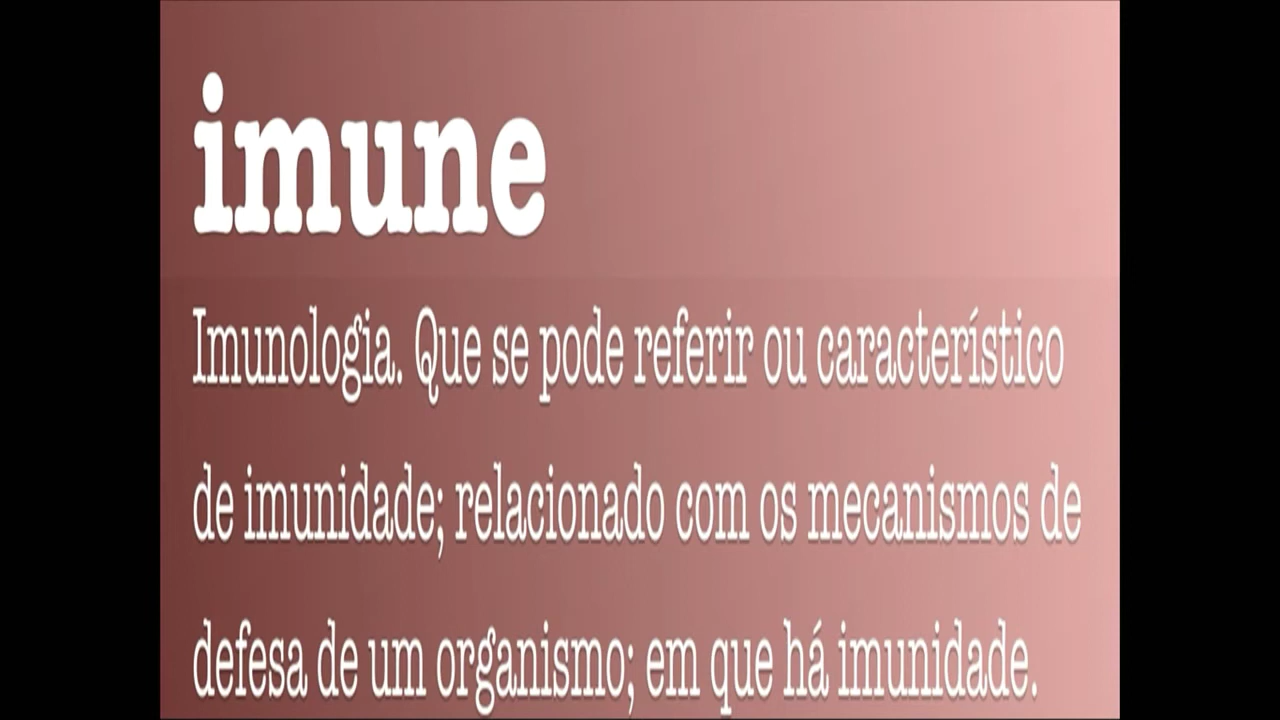 imune
Imunologia. Que se pode referir ou característico
de imunidade; relacionado com os mecanismos de
defesa de um organismo; em que há imunidade.